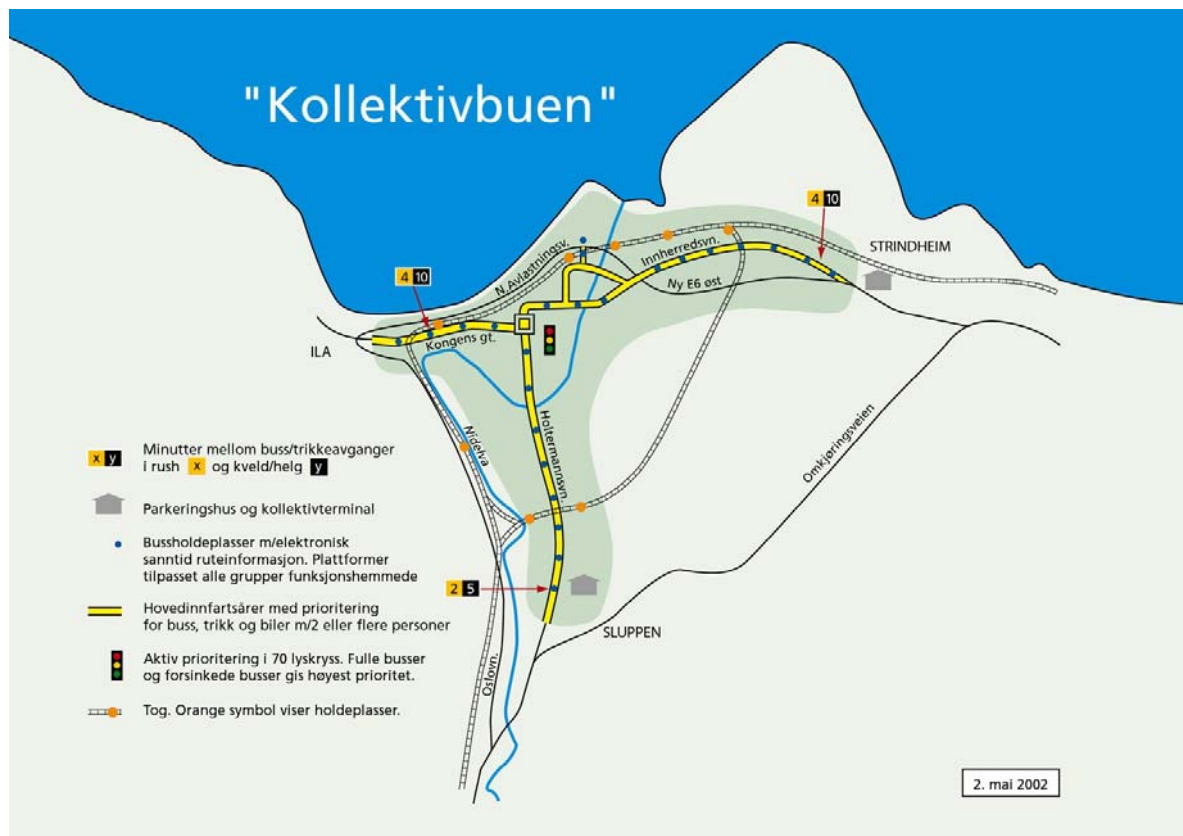 "Kollektivbuen"
4 10
STRINDHEIM
N.Avlastningsv.
Innherredsvn.
Ny E6 øst
4 10
Kongens gt.
ILA
Nidelva
Holtermannsvn.
Omkjøringsveien
2 5
SLUPPEN
Oslovn.
x y Minutter mellom buss/trikkeavganger
i rush x og kveld/helg y
Parkeringshus og kollektivterminal
Bussholdeplasser m/elektronisk
sanntid ruteinformasjon. Plattformer
tilpasset alle grupper funksjonshemmede
Hovedinnfartsårer med prioritering
for buss, trikk og biler m/2 eller flere personer
Aktiv prioritering i 70 lyskryss. Fulle busser
og forsinkede busser gis høyest prioritet.
Tog. Orange symbol viser holdeplasser.
2. mai 2002